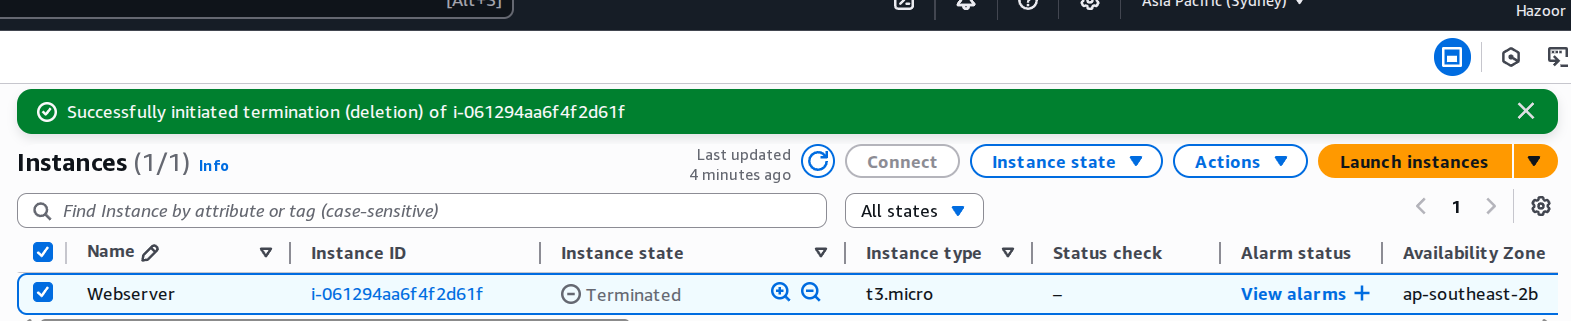 [Alt+S]
Asia Pacific (Sydney)
Hazoor
Successfully initiated termination (deletion) of i-061294aa6f4f2d61f
Instances (1/1) Info
Last updated
4 minutes ago
Connect
Instance state
Actions
Launch instances
Find Instance by attribute or tag (case-sensitive)
All states
1
Name Instance ID Instance state Instance type Status check Alarm status Availability Zone
Webserver i-061294aa6f4f2d61f Terminated t3.micro – View alarms + ap-southeast-2b